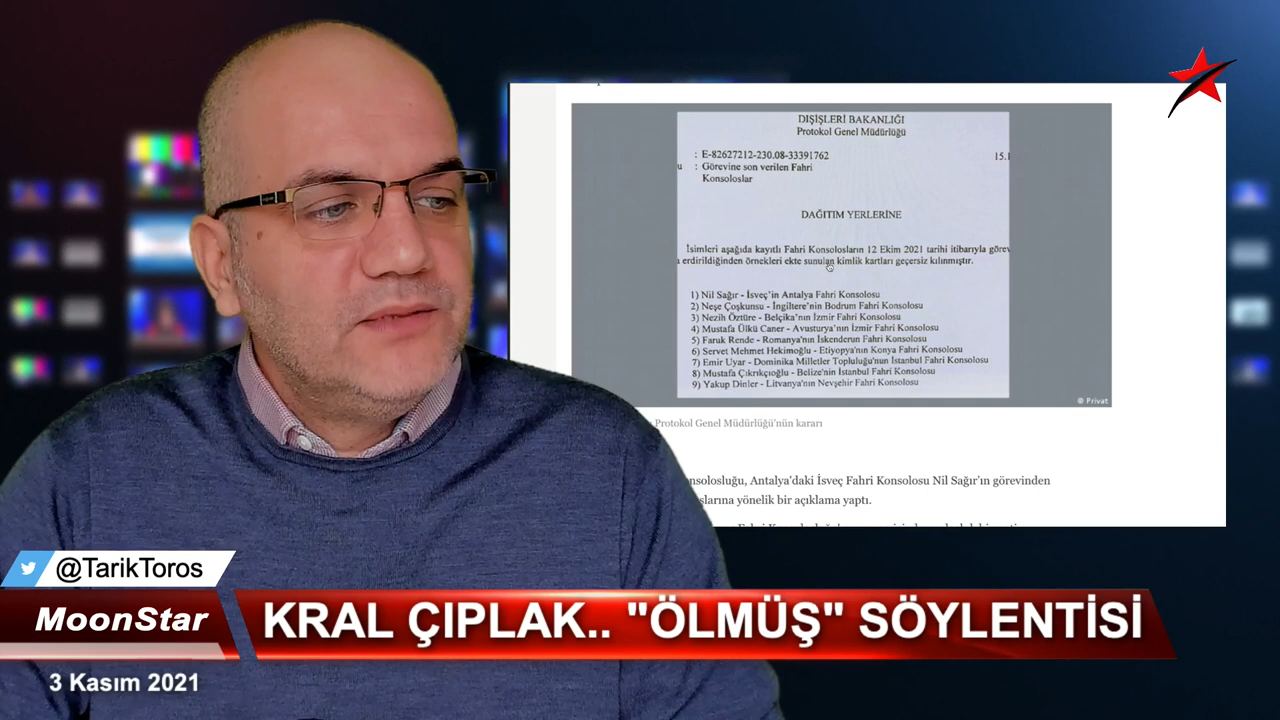 DIŞİŞLERİ BAKANLIĞI
Protokol Genel Müdürlüğü
: E-82627212-230.08-33391762
15.1
u : Görevine son verilen Fahri
Konsoloslar
DAĞITIM YERLERİNE
İsimleri aşağıda kayıtlı Fahri Konsolosların 12 Ekim 2021 tarihi itibarıyla görev
erdirildiğinden örnekleri ekte sunulan kimlik kartları geçersiz kılınmıştır.
1) Nil Sağır - İsveç'in Antalya Fahri Konsolosu
2) Neşe Çoşkunsu - İngiltere'nin Bodrum Fahri Konsolosu
3) Nezih Öztüre - Belçika'nın İzmir Fahri Konsolosu
4) Mustafa Ülkü Caner - Avusturya'nın İzmir Fahri Konsolosu
5) Faruk Rende - Romanya'nın İskenderun Fahri Konsolosu
6) Servet Mehmet Hekimoğlu - Etiyopya'nın Konya Fahri Konsolosu
7) Emir Uyar - Dominika Milletler Topluluğu'nun İstanbul Fahri Konsolosu
8) Mustafa Çıkrıkçıoğlu - Belize'nin İstanbul Fahri Konsolosu
9) Yakup Dinler - Litvanya'nın Nevşehir Fahri Konsolosu
© Privat
Protokol Genel Müdürlüğü'nün kararı
nsolosluğu, Antalya'daki İsveç Fahri Konsolosu Nil Sağır'ın görevinden
slarına yönelik bir açıklama yaptı.
@TarikToros
MoonStar
KRAL ÇIPLAK.. "ÖLMÜŞ" SÖYLENTİSİ
3 Kasım 2021